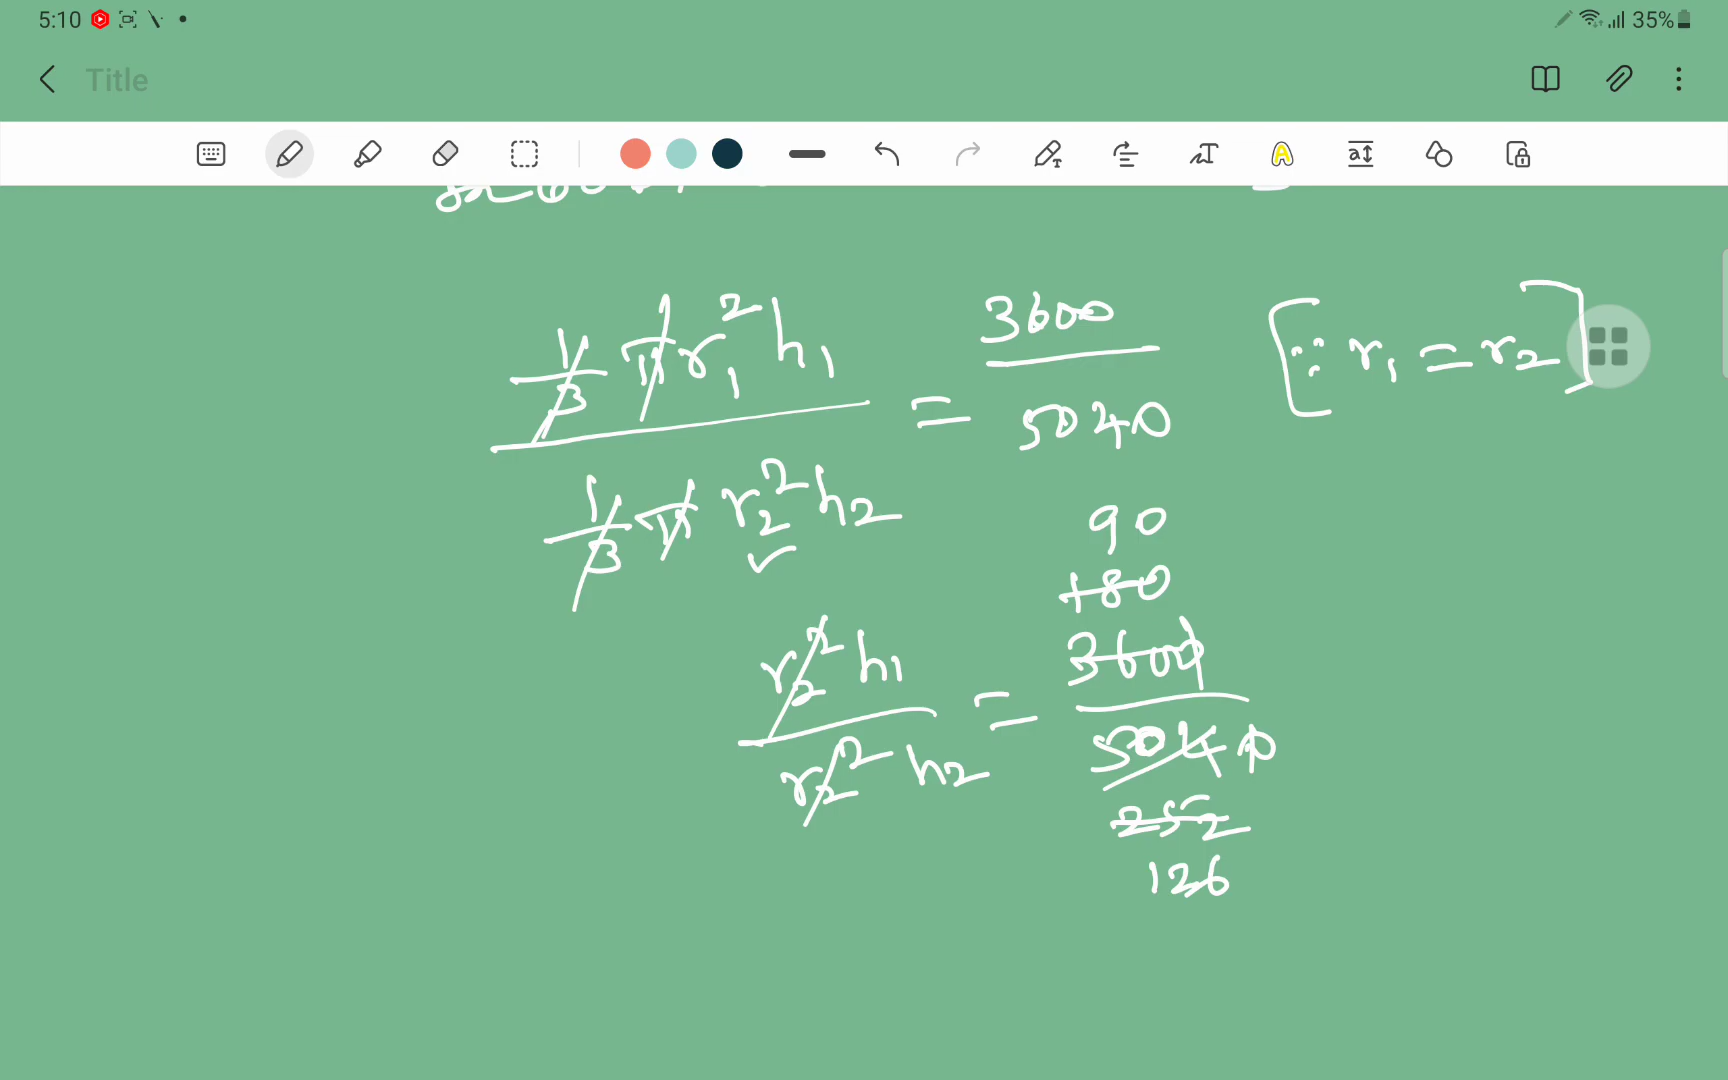 5:10 35%
Title
1/3 π r₁² h₁ / 1/3 π r₂² h₂ = 3600 / 5040 [∵ r₁ = r₂]
90
180
r₂² h₁ / r₂² h₂ = 3600 / 5040
252
126